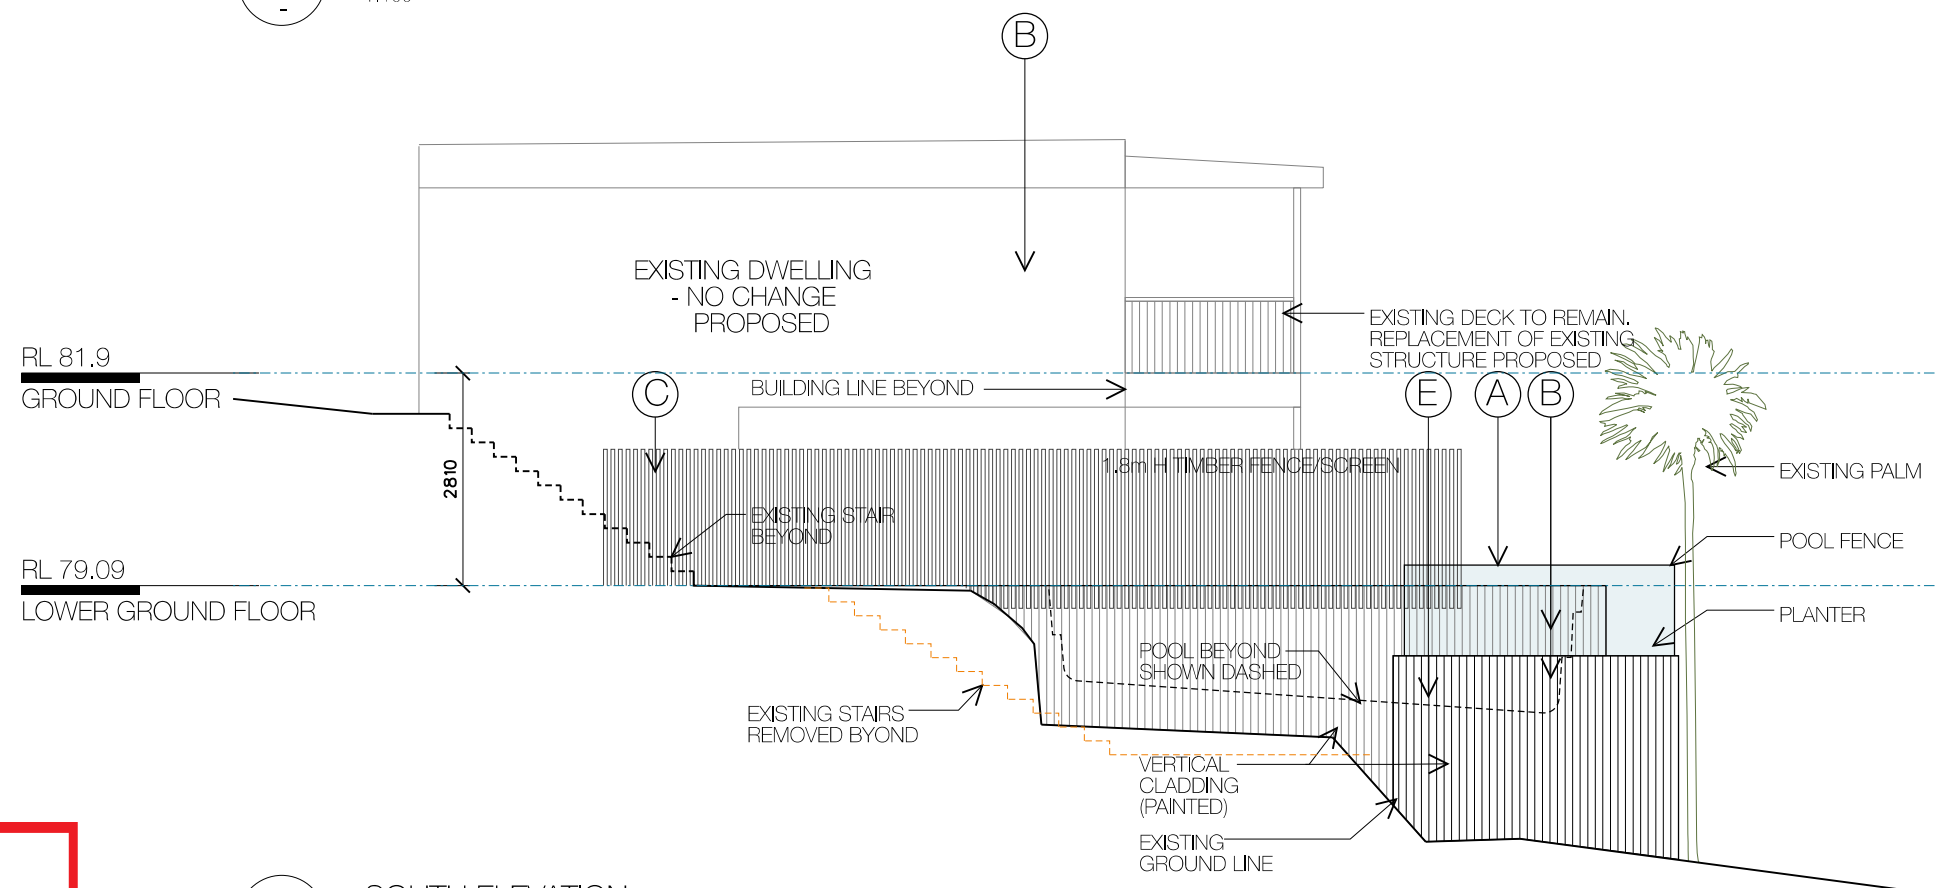 B
EXISTING DWELLING
- NO CHANGE
PROPOSED
EXISTING DECK TO REMAIN.
REPLACEMENT OF EXISTING
STRUCTURE PROPOSED
RL 81.9
GROUND FLOOR
BUILDING LINE BEYOND
C
E
A
B
2810
1.8m H TIMBER FENCE/SCREEN
EXISTING PALM
EXISTING STAIR
BEYOND
POOL FENCE
RL 79.09
LOWER GROUND FLOOR
PLANTER
POOL BEYOND
SHOWN DASHED
EXISTING STAIRS
REMOVED BYOND
VERTICAL
CLADDING
(PAINTED)
EXISTING
GROUND LINE
SOUTH ELEVATION